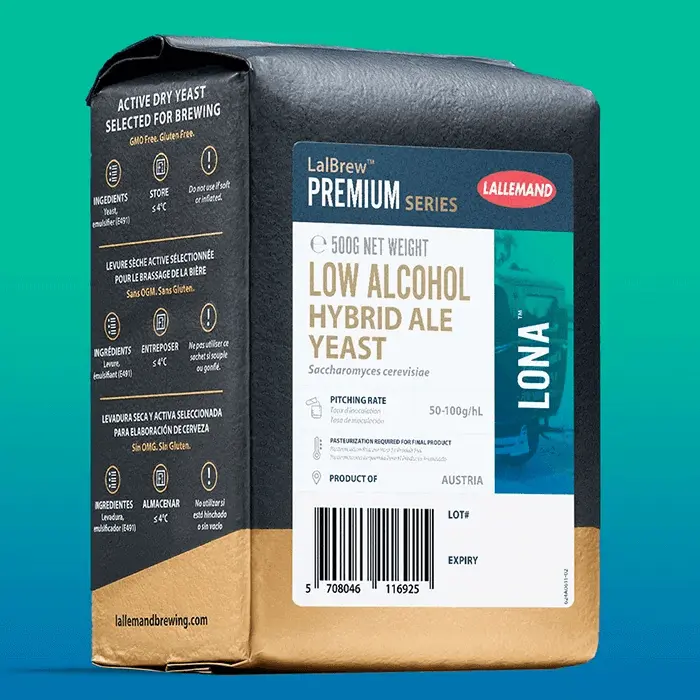 ACTIVE DRY YEAST
SELECTED FOR BREWING
GMO Free. Gluten Free.
INGEDIENTS
Yeast,
emulsifier (E491)
STORE
≤ 4°C
Do not use if soft
or inflated.
LEVURE SÈCHE ACTIVE SÉLECTIONNÉE
POUR LE BRASSAGE DE LA BIÈRE
Sans OGM. Sans Gluten.
INGRÉDIENTS
Levure,
émulsifiant (E491)
ENTREPOSER
≤ 4°C
Ne pas utiliser ce
sachet si souple
ou gonflé.
LEVADURA SECA Y ACTIVA SELECCIONADA
PARA ELABORACIÓN DE CERVEZA
Sin OMG. Sin Gluten.
INGREDIENTES
Levadura,
emulsificador (E491)
ALMACENAR
≤ 4°C
No utilizar si
está hinchado
o sin vacío
lallemandbrewing.com
LalBrew™
PREMIUM SERIES
LALLEMAND
℮ 500G NET WEIGHT
LOW ALCOHOL
HYBRID ALE
YEAST
Saccharomyces cerevisiae
LONA™
PITCHING RATE
Taux d'inoculation
Tasa de inoculación
50-100g/hL
PASTEURIZATION REQUIRED FOR FINAL PRODUCT
PRODUCT OF
AUSTRIA
LOT#
EXPIRY
5 708046 116925